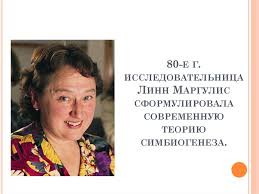 80-е г.
исследовательница
Линн Маргулис
сформулировала
современную
теорию
симбиогенеза.